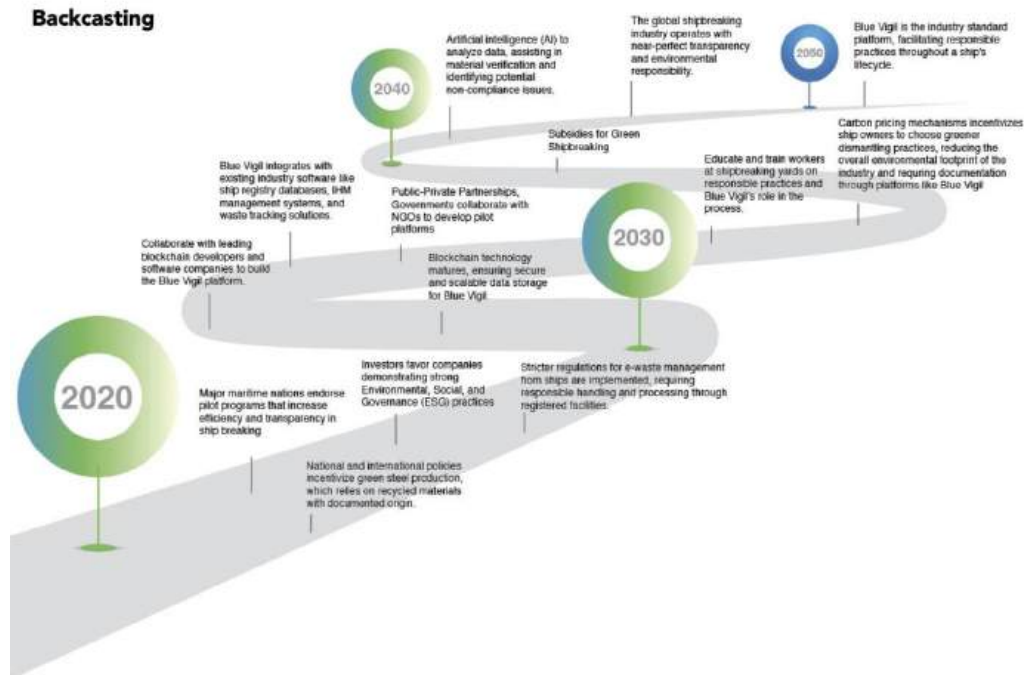 Backcasting
Artificial intelligence (AI) to
analyze data, assisting in
material verification and
identifying potential
non-compliance issues.
The global shipbreaking
industry operates with
near-perfect transparency
and environmental
responsibility.
2050
Blue Vigil is the industry standard
platform, facilitating responsible
practices throughout a ship's
lifecycle.
2040
Subsidies for Green
Shipbreaking
Carbon pricing mechanisms incentivizes
ship owners to choose greener
dismantling practices, reducing the
overall environmental footprint of the
industry and requiring documentation
through platforms like Blue Vigil
Blue Vigil integrates with
existing industry software like
ship registry databases, IHM
management systems, and
waste tracking solutions.
Public-Private Partnerships,
Governments collaborate with
NGOs to develop pilot
platforms
Educate and train workers
at shipbreaking yards on
responsible practices and
Blue Vigil's role in the
process.
2030
Collaborate with leading
blockchain developers and
software companies to build
the Blue Vigil platform.
Blockchain technology
matures, ensuring secure
and scalable data storage
for Blue Vigil.
2020
Major maritime nations endorse
pilot programs that increase
efficiency and transparency in
ship breaking
Investors favor companies
demonstrating strong
Environmental, Social, and
Governance (ESG) practices
Stricter regulations for e-waste management
from ships are implemented, requiring
responsible handling and processing through
registered facilities.
National and international policies
incentivize green steel production,
which relies on recycled materials
with documented origin.